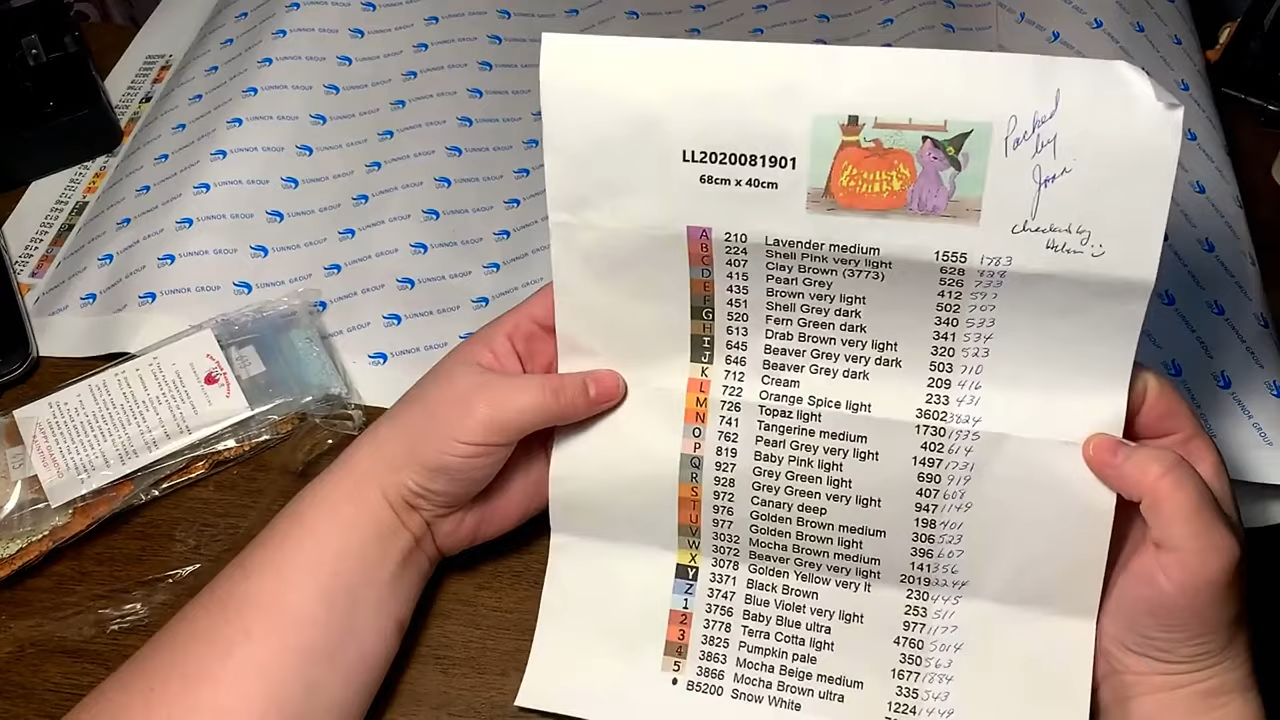 SUNNOR GROUP
USA
LL2020081901
68cm x 40cm
Packed
by
Joan
checked by
Helen :)
A 210 Lavender medium 1555 1783
B 224 Shell Pink very light 628 828
C 407 Clay Brown (3773) 526 733
D 415 Pearl Grey 412 597
E 435 Brown very light 502 707
F 451 Shell Grey dark 340 533
G 520 Fern Green dark 341 534
H 613 Drab Brown very light 320 523
I 645 Beaver Grey very dark 503 710
J 646 Beaver Grey dark 209 416
K 712 Cream 233 431
L 722 Orange Spice light 3602 3824
M 726 Topaz light 1730 1935
N 741 Tangerine medium 402 614
O 762 Pearl Grey very light 1497 1731
P 819 Baby Pink light 690 919
Q 927 Grey Green light 407 608
R 928 Grey Green very light 947 1149
S 972 Canary deep 198 401
T 976 Golden Brown medium 306 523
U 977 Golden Brown light 396 607
V 3032 Mocha Brown medium 141 356
W 3072 Beaver Grey very light 2019 2244
X 3078 Golden Yellow very lt 230 445
Y 3371 Black Brown 253 511
Z 3747 Blue Violet very light 977 1177
1 3756 Baby Blue ultra 4760 5014
2 3778 Terra Cotta light 350 563
3 3825 Pumpkin pale 1677 1884
4 3863 Mocha Beige medium 335 543
5 3866 Mocha Brown ultra 1224 1449
• B5200 Snow White